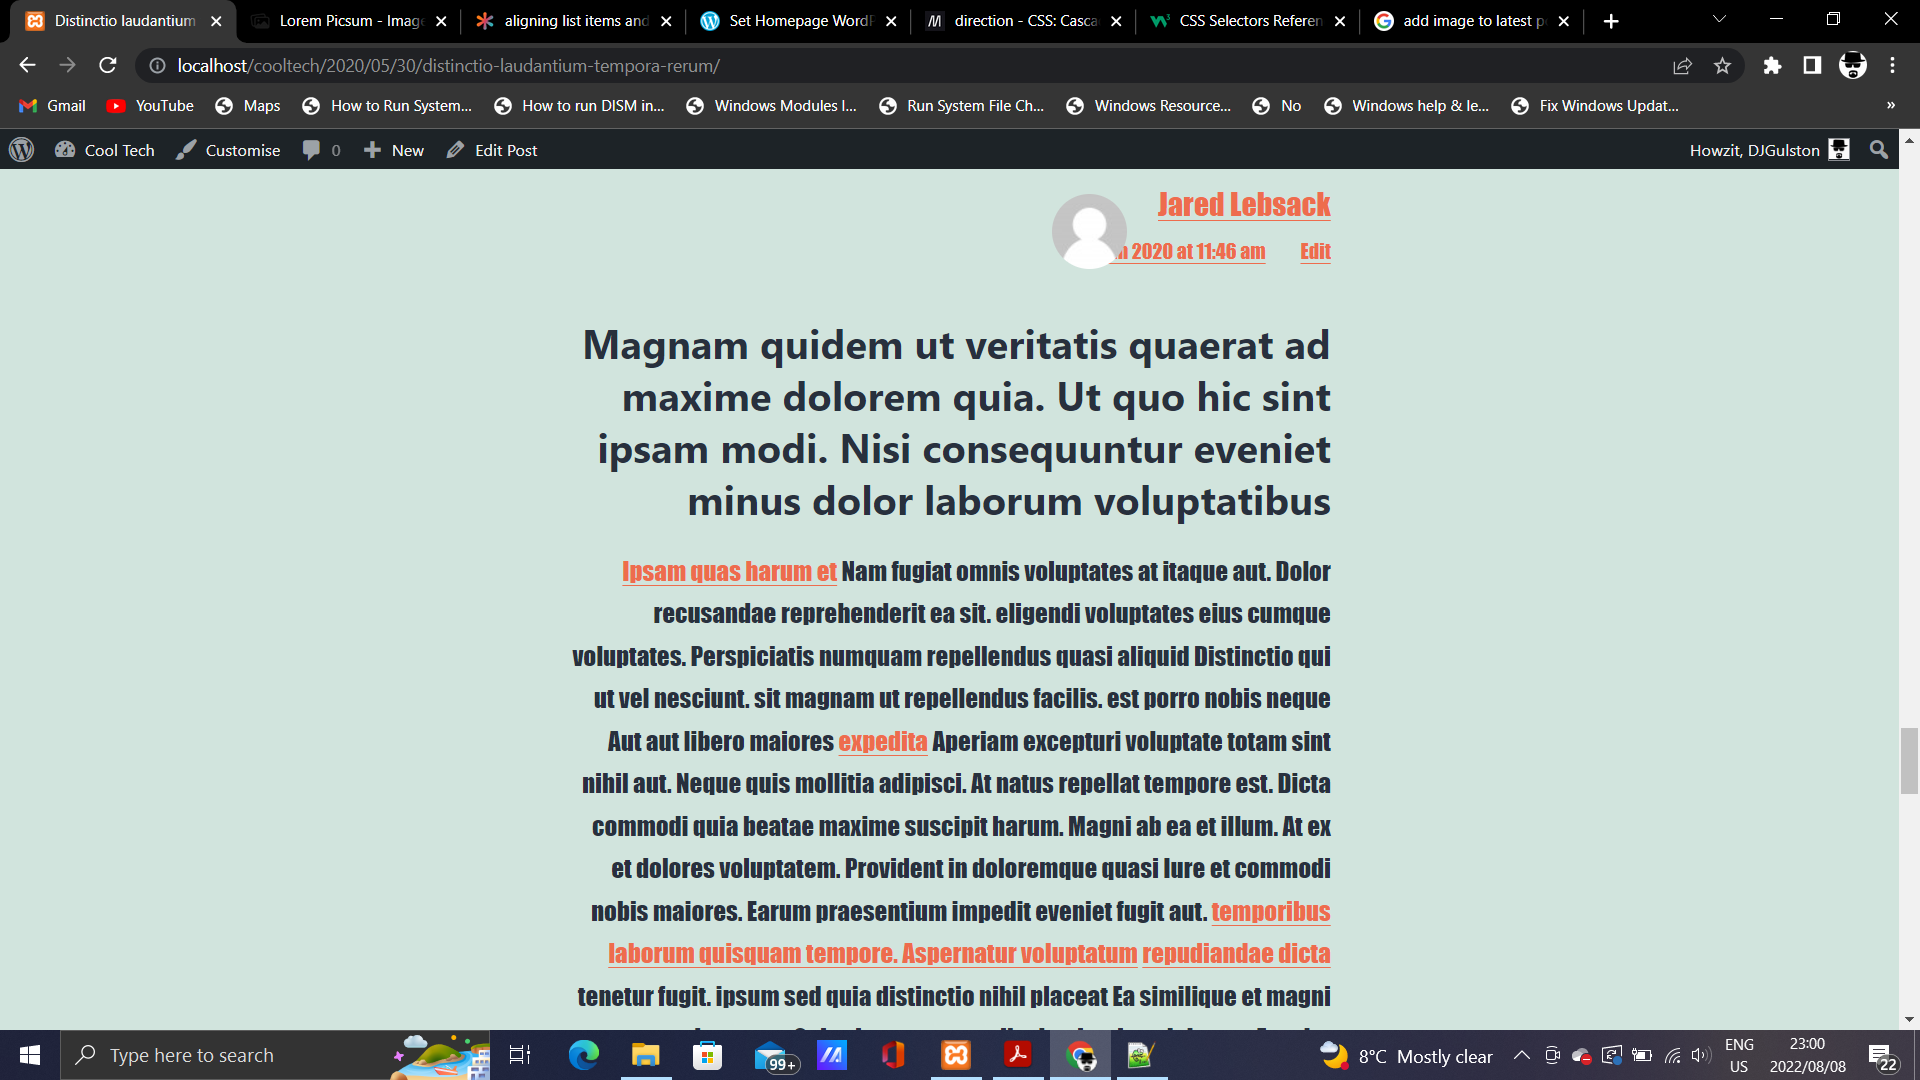 Distinctio laudantium
Lorem Picsum - Imag
aligning list items and
Set Homepage WordP
direction - CSS: Casca
CSS Selectors Referen
add image to latest p
localhost/cooltech/2020/05/30/distinctio-laudantium-tempora-rerum/
Gmail
YouTube
Maps
How to Run System...
How to run DISM in...
Windows Modules I...
Run System File Ch...
Windows Resource...
No
Windows help & le...
Fix Windows Updat...
»
Cool Tech
Customise
0
New
Edit Post
Howzit, DJGulston
Jared Lebsack
2020 at 11:46 am
Edit
Magnam quidem ut veritatis quaerat ad
maxime dolorem quia. Ut quo hic sint
ipsam modi. Nisi consequuntur eveniet
minus dolor laborum voluptatibus
Ipsam quas harum et Nam fugiat omnis voluptates at itaque aut. Dolor
recusandae reprehenderit ea sit. eligendi voluptates eius cumque
voluptates. Perspiciatis numquam repellendus quasi aliquid Distinctio qui
ut vel nesciunt. sit magnam ut repellendus facilis. est porro nobis neque
Aut aut libero maiores expedita Aperiam excepturi voluptate totam sint
nihil aut. Neque quis mollitia adipisci. At natus repellat tempore est. Dicta
commodi quia beatae maxime suscipit harum. Magni ab ea et illum. At ex
et dolores voluptatem. Provident in doloremque quasi Iure et commodi
nobis maiores. Earum praesentium impedit eveniet fugit aut. temporibus
laborum quisquam tempore. Aspernatur voluptatum repudiandae dicta
tenetur fugit. ipsum sed quia distinctio nihil placeat Ea similique et magni
Type here to search
99+
8°C Mostly clear
ENG
US
23:00
2022/08/08
22